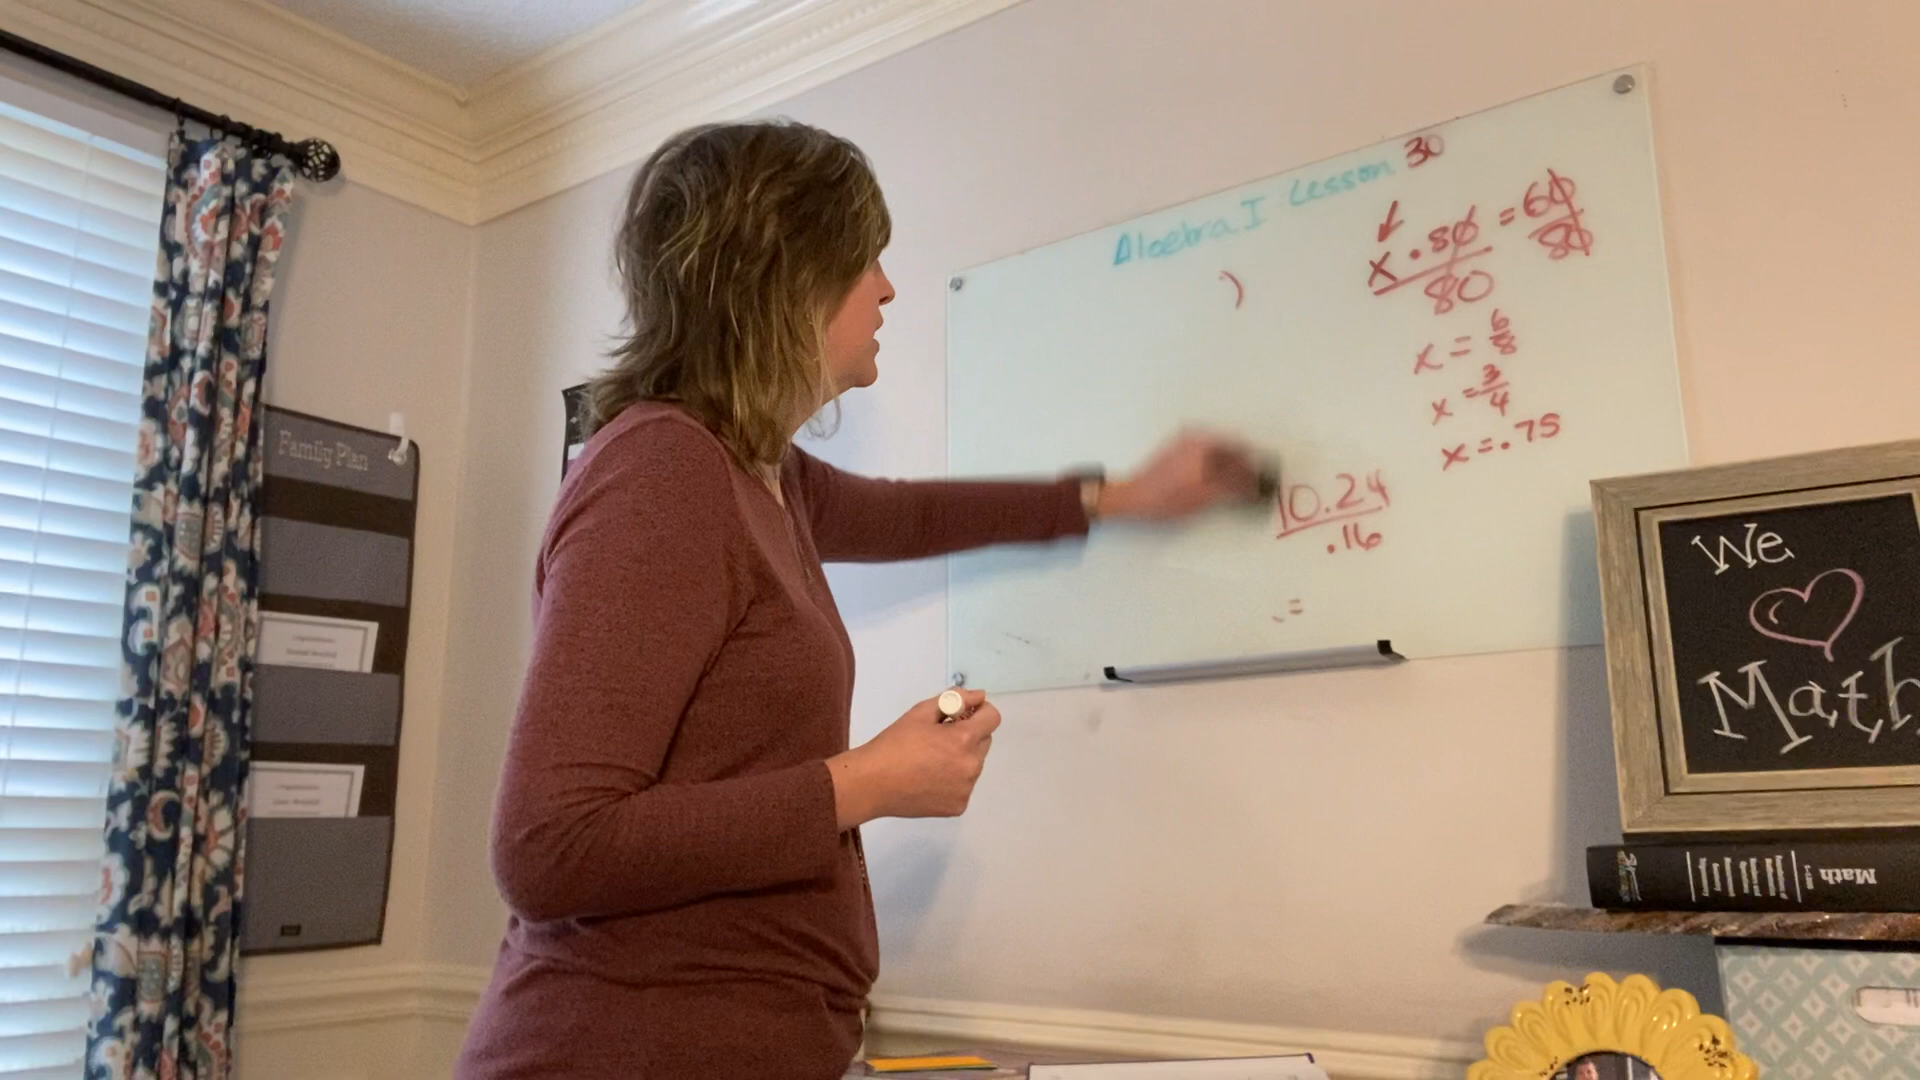 Algebra I Lesson 30
)
x . 80 = 60
80 80
x = 6/8
x = 3/4
x = .75
10.24
.16
=
Family Plan
We
Math
Math